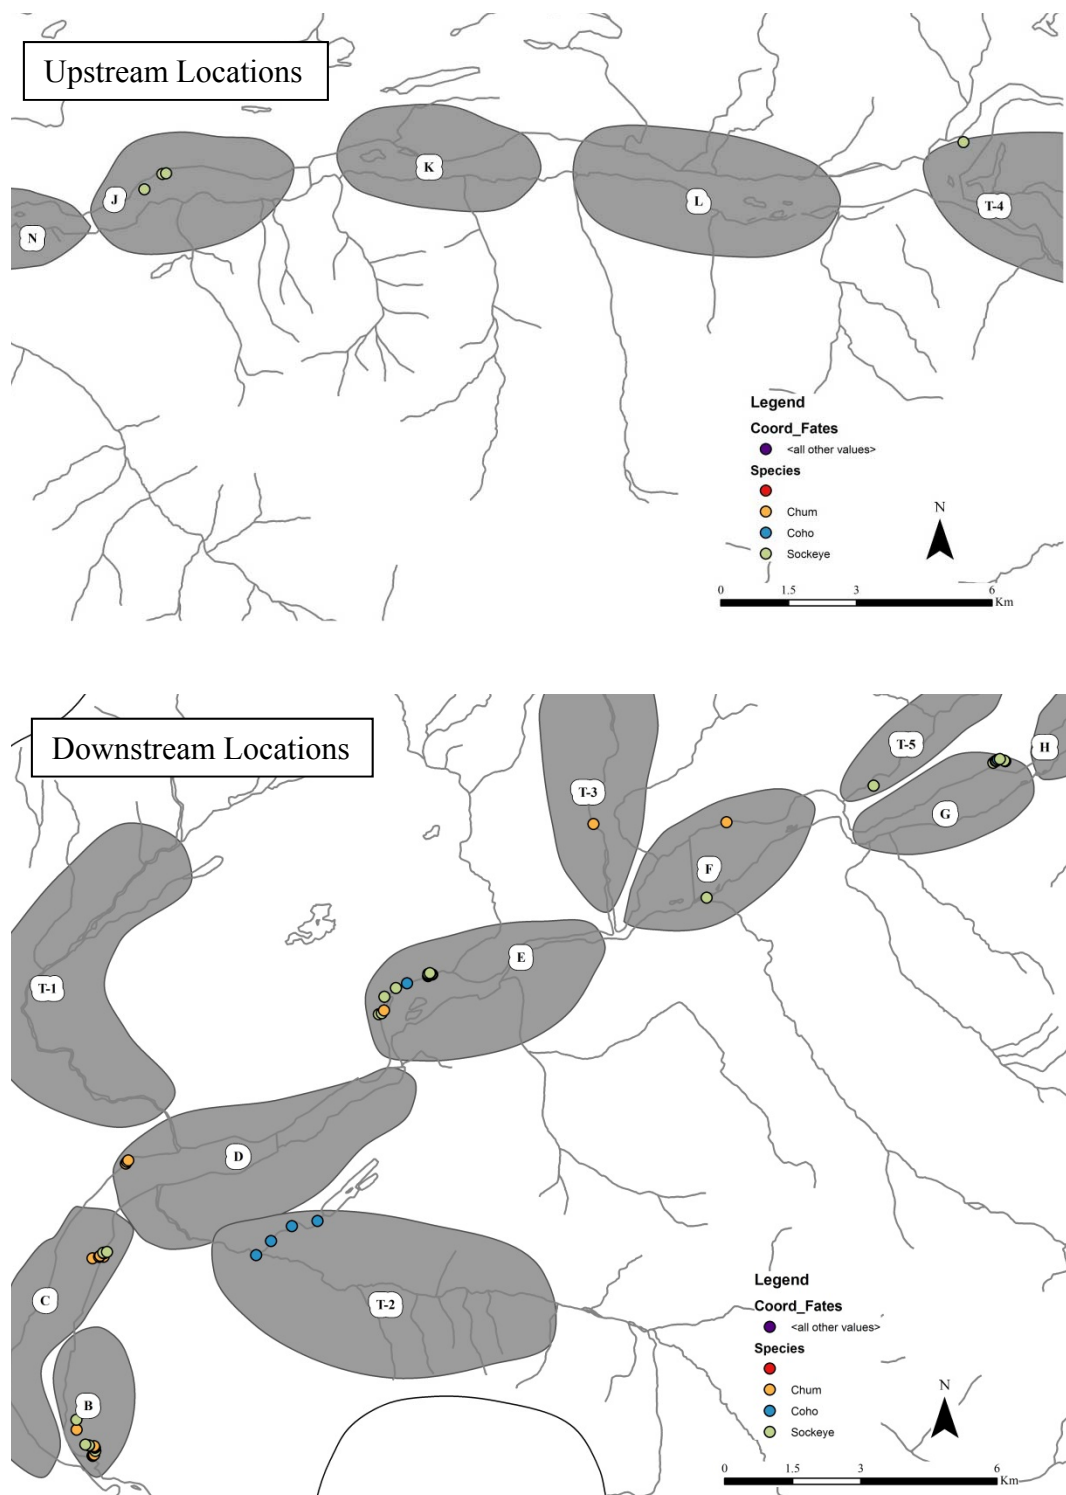 Upstream Locations
J
K
L
N
T-4
Legend
Coord_Fates
<all other values>
Species
Chum
Coho
Sockeye
N
0 1.5 3 6
Km
Downstream Locations
T-5
H
T-3
G
F
E
T-1
D
C
T-2
B
Legend
Coord_Fates
<all other values>
Species
Chum
Coho
Sockeye
N
0 1.5 3 6
Km